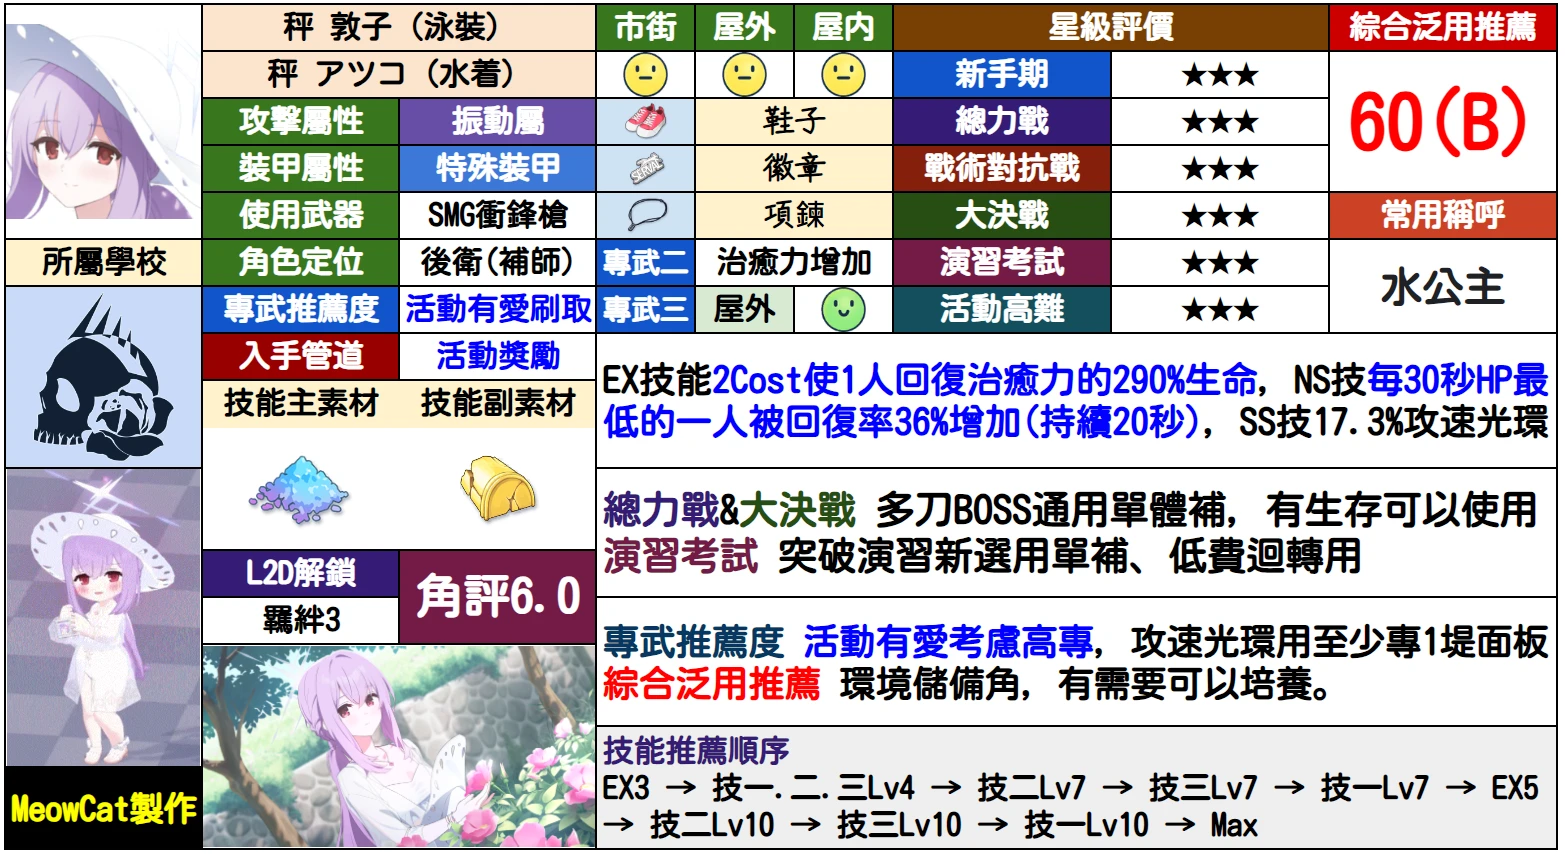 秤 敦子（泳裝）
秤 アツコ（水着）
市街
屋外
屋內
星級評價
綜合泛用推薦
新手期
★★★
60(B)
攻擊屬性
振動屬
鞋子
總力戰
★★★
裝甲屬性
特殊裝甲
SERVAL
徽章
戰術對抗戰
★★★
使用武器
SMG衝鋒槍
項鍊
大決戰
★★★
常用稱呼
所屬學校
角色定位
後衛(補師)
專武二
治癒力增加
演習考試
★★★
水公主
專武推薦度
活動有愛刷取
專武三
屋外
活動高難
★★★
入手管道
活動獎勵
技能主素材
技能副素材
EX技能2Cost使1人回復治癒力的290%生命，NS技每30秒HP最
低的一人被回復率36%增加(持續20秒)，SS技17.3%攻速光環
總力戰&大決戰 多刀BOSS通用單體補，有生存可以使用
演習考試 突破演習新選用單補、低費迴轉用
L2D解鎖
羈絆3
角評6.0
專武推薦度 活動有愛考慮高專，攻速光環用至少專1堤面板
綜合泛用推薦 環境儲備角，有需要可以培養。
技能推薦順序
EX3 → 技一.二.三Lv4 → 技二Lv7 → 技三Lv7 → 技一Lv7 → EX5
→ 技二Lv10 → 技三Lv10 → 技一Lv10 → Max
MeowCat製作